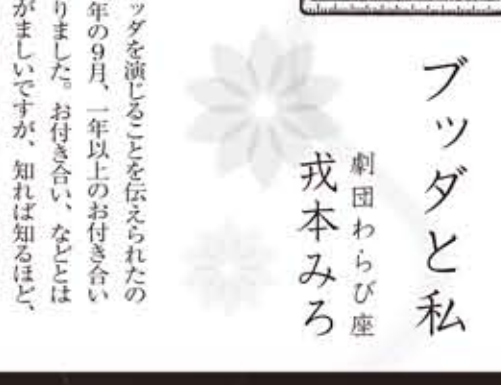 ブッダと私
劇団わらび座
戎本みろ
ッダを演じることを伝えられたの
年の9月、一年以上のお付き合い
りました。お付き合い、などとは
がましいですが、知れば知るほど、